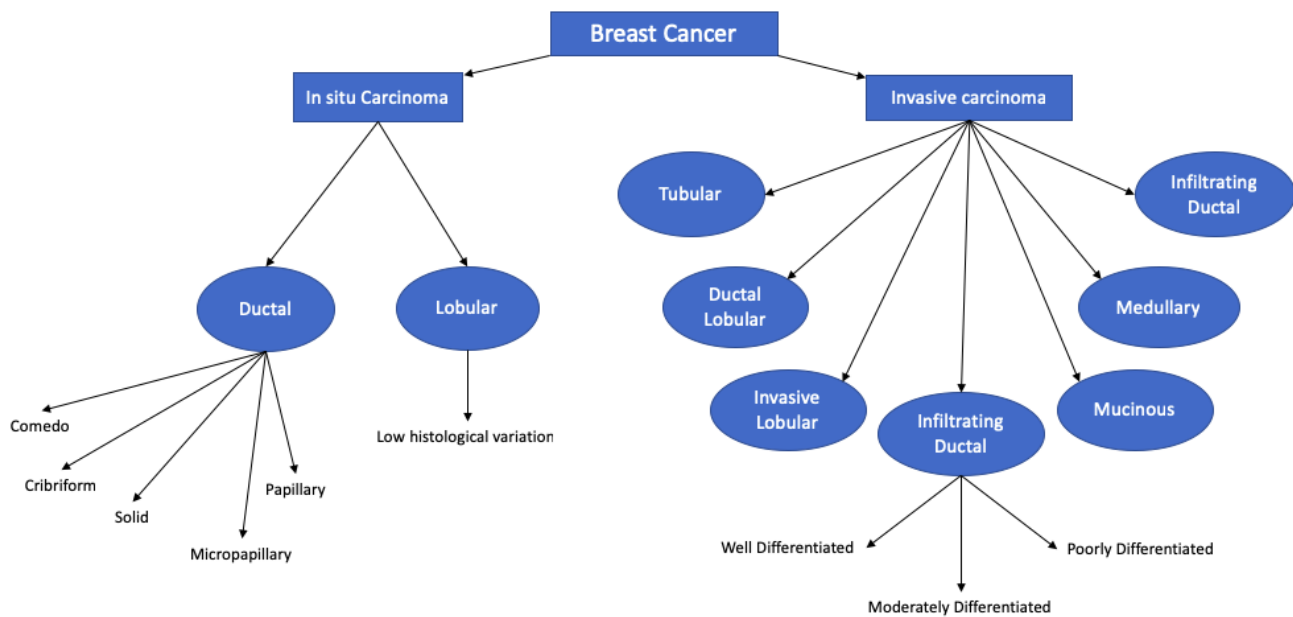 Breast Cancer
In situ Carcinoma
Invasive carcinoma
Tubular
Infiltrating
Ductal
Ductal
Lobular
Ductal
Lobular
Medullary
Invasive
Lobular
Infiltrating
Ductal
Mucinous
Comedo
Cribriform
Solid
Micropapillary
Papillary
Low histological variation
Well Differentiated
Moderately Differentiated
Poorly Differentiated